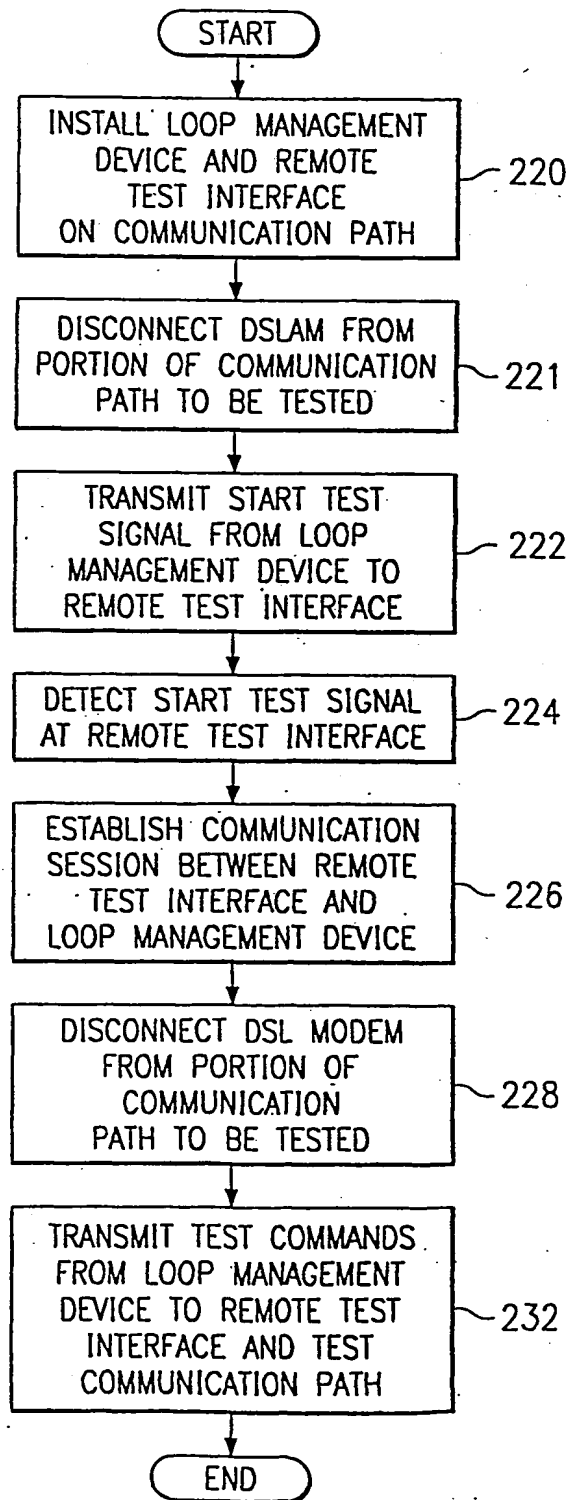 START
INSTALL LOOP MANAGEMENT
DEVICE AND REMOTE
TEST INTERFACE
ON COMMUNICATION PATH
220
DISCONNECT DSLAM FROM
PORTION OF COMMUNICATION
PATH TO BE TESTED
221
TRANSMIT START TEST
SIGNAL FROM LOOP
MANAGEMENT DEVICE TO
REMOTE TEST INTERFACE
222
DETECT START TEST SIGNAL
AT REMOTE TEST INTERFACE
224
ESTABLISH COMMUNICATION
SESSION BETWEEN REMOTE
TEST INTERFACE AND
LOOP MANAGEMENT DEVICE
226
DISCONNECT DSL MODEM
FROM PORTION OF
COMMUNICATION
PATH TO BE TESTED
228
TRANSMIT TEST COMMANDS
FROM LOOP MANAGEMENT
DEVICE TO REMOTE TEST
INTERFACE AND TEST
COMMUNICATION PATH
232
END